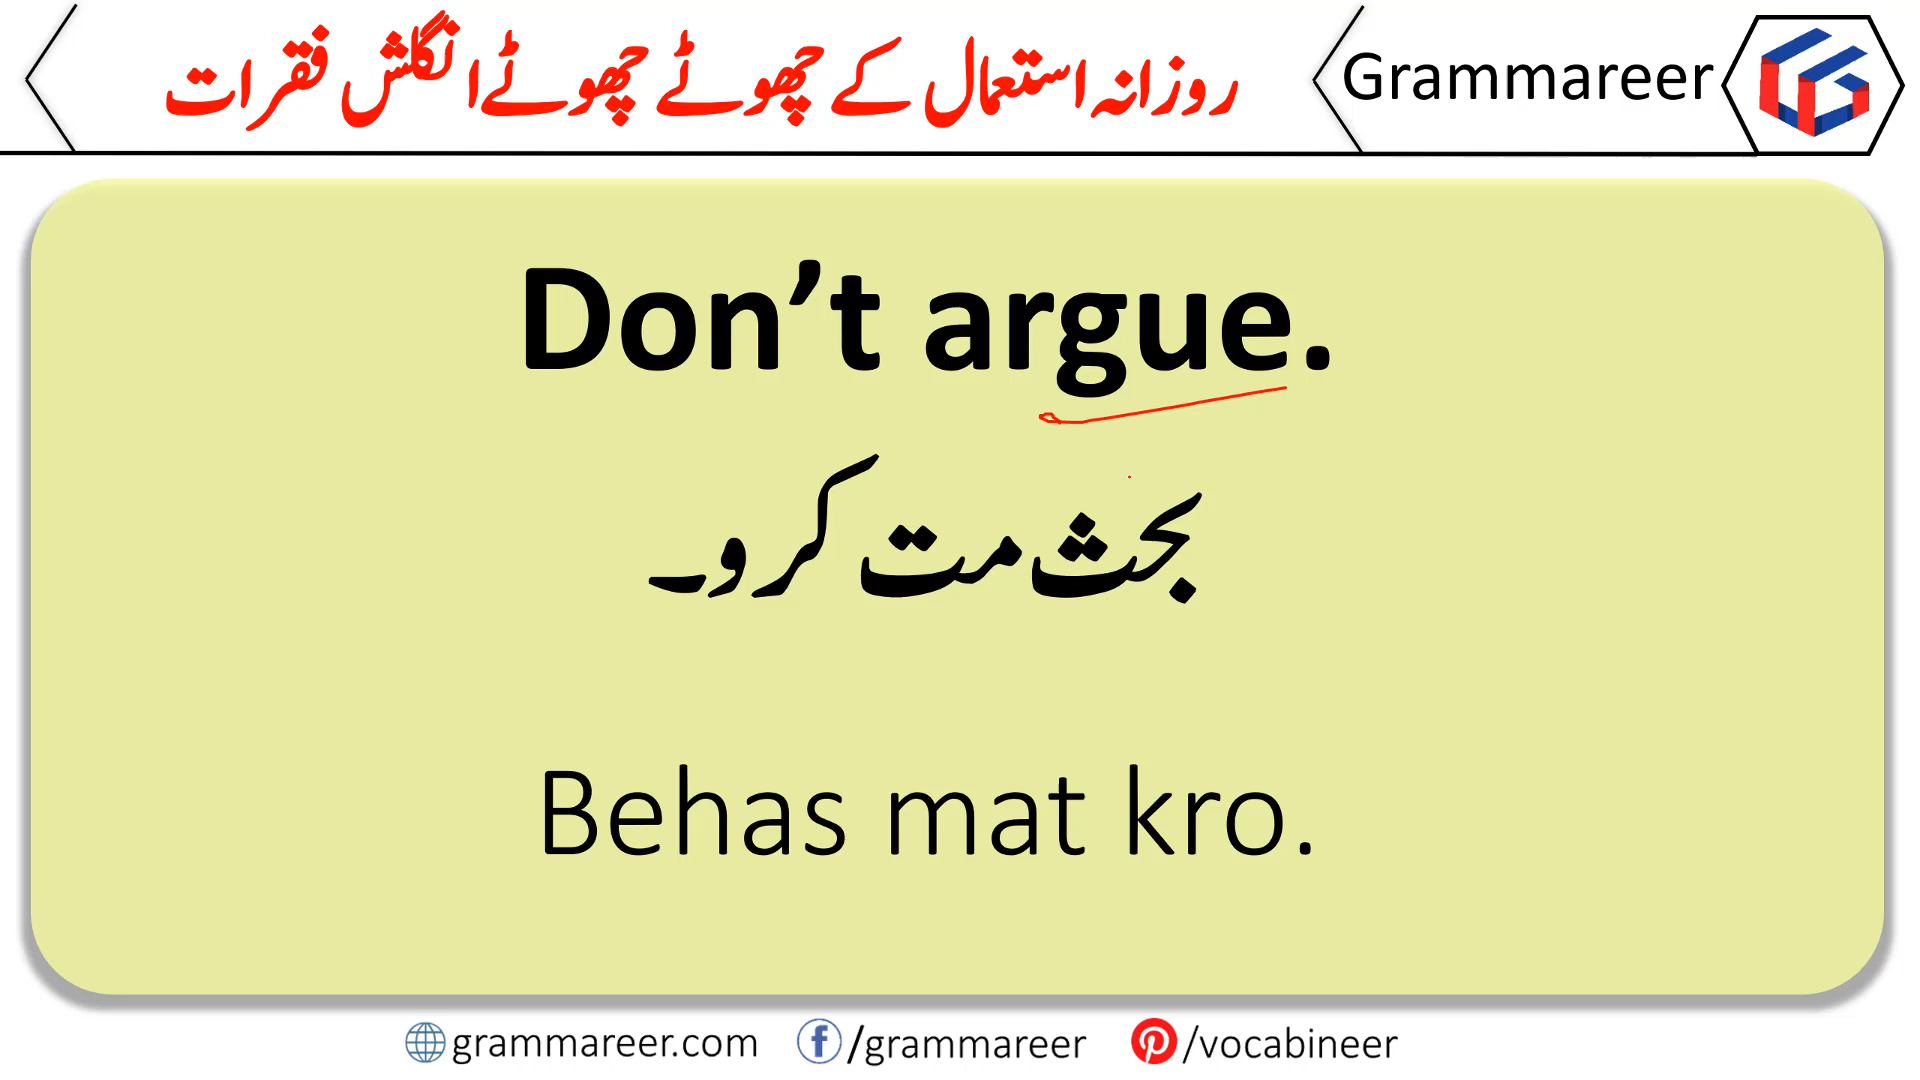 روزانہ استعمال کے چھوٹے چھوٹے انگلش فقرات
Grammareer
Don’t argue.
بحث مت کرو۔
Behas mat kro.
grammareer.com /grammareer /vocabineer